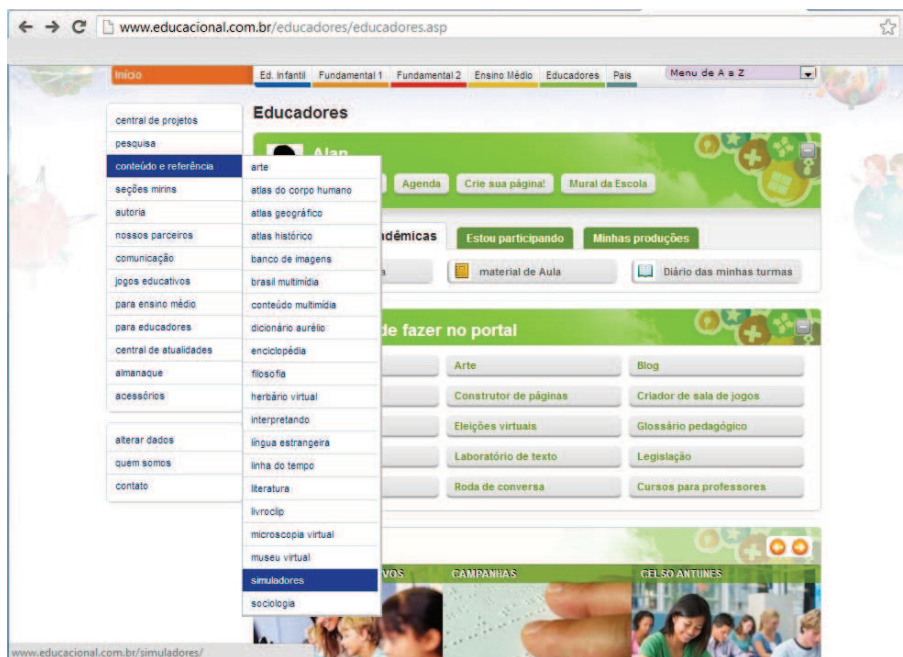 www.educacional.com.br/educadores/educadores.asp
Início
Ed. Infantil Fundamental 1 Fundamental 2 Ensino Médio Educadores Pais Menu de A a Z
central de projetos
pesquisa
conteúdo e referência
seções mirins
autoria
nossos parceiros
comunicação
jogos educativos
para ensino médio
para educadores
central de atualidades
almanaque
acessórios
alterar dados
quem somos
contato
arte
atlas do corpo humano
atlas geográfico
atlas histórico
banco de imagens
brasil multimídia
conteúdo multimídia
dicionário aurélio
enciclopédia
filosofia
herbário virtual
interpretando
língua estrangeira
linha do tempo
literatura
livroclip
microscopia virtual
museu virtual
simuladores
sociologia
Educadores
Alan
Agenda Crie sua página! Mural da Escola
Estou participando Minhas produções
material de Aula Diário das minhas turmas
de fazer no portal
Arte Blog
Construtor de páginas Criador de sala de jogos
Eleições virtuais Glossário pedagógico
Laboratório de texto Legislação
Roda de conversa Cursos para professores
CAMPANHAS CELSO ANTUNES
www.educacional.com.br/simuladores/